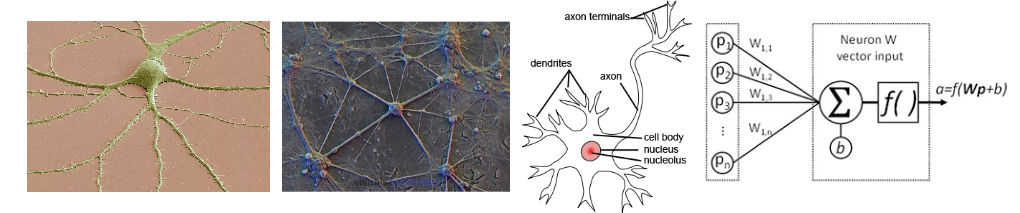 axon terminals
dendrites
axon
cell body
nucleus
nucleolus
p1
p2
p3
⋮
pn
W1,1
W1,2
W1,3
W1,n
Neuron W
vector input
Σ
f( )
b
a=f(Wp+b)